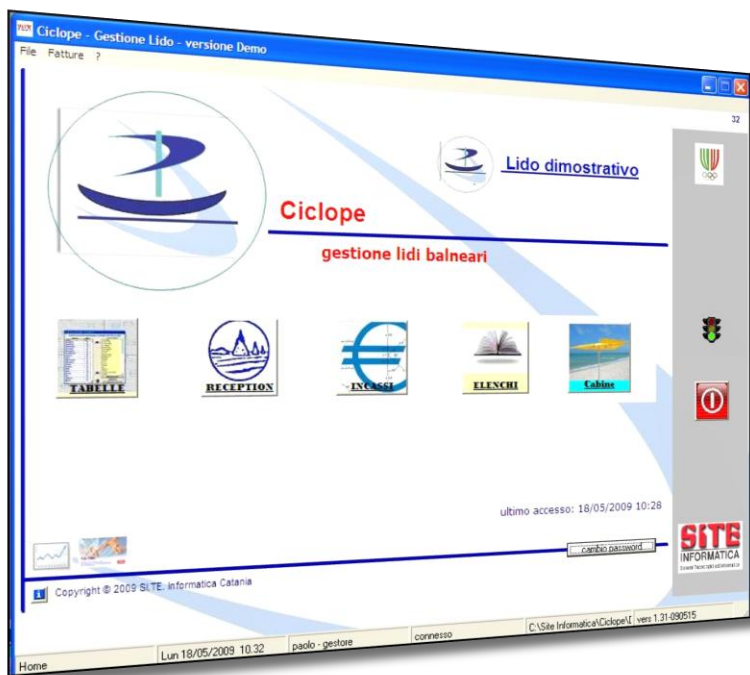 Ciclope - Gestione Lido - versione Demo
File Fatture ?
32
Lido dimostrativo
Ciclope
gestione lidi balneari
TABELLE
RECEPTION
INCASSI
ELENCHI
Cabine
ultimo accesso: 18/05/2009 10:28
cambio password
SITE
INFORMATICA
Copyright © 2009 SI.TE. Informatica Catania
Home
Lun 18/05/2009 10.32
paolo - gestore
connesso
C:\Site Informatica\Ciclope\
vers 1.31-090515